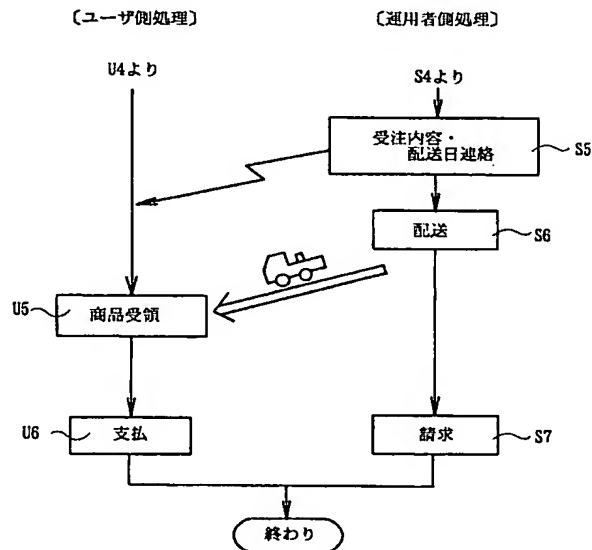 〔ユーザ側処理〕
〔運用者側処理〕
U4より
S4より
受注内容・
配送日連絡
S5
配送
S6
U5
商品受領
U6
支払
請求
S7
終わり